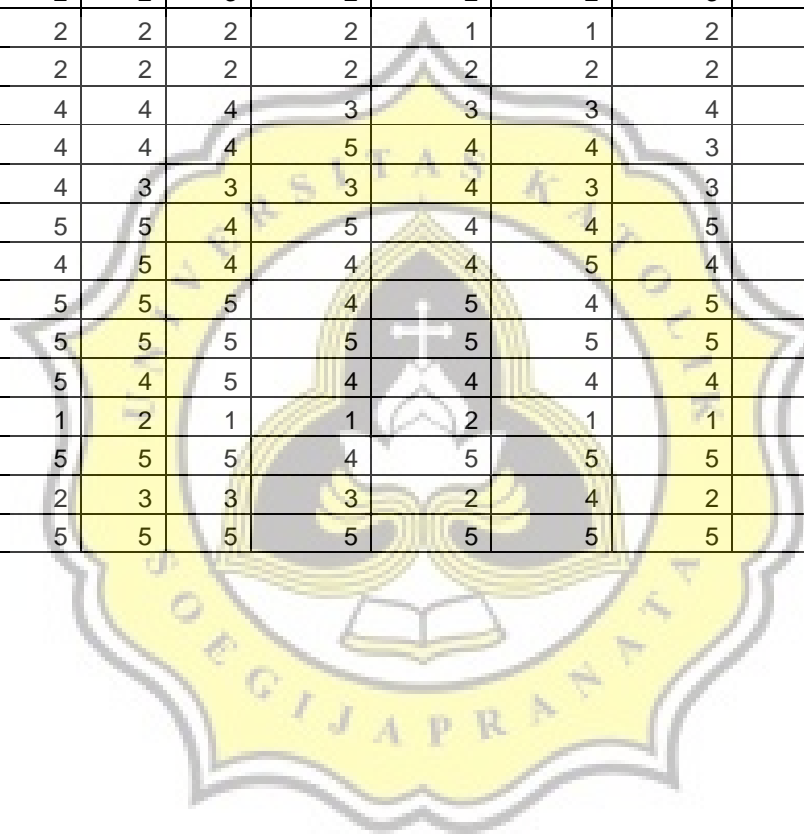 2 2 2 2 1 1 2
2 2 2 2 2 2 2
4 4 4 3 3 3 4
4 4 4 5 4 4 3
4 3 3 3 4 3 3
5 5 4 5 4 4 5
4 5 4 4 4 5 4
5 5 5 4 5 4 5
5 5 5 5 5 5 5
5 4 5 4 4 4 4
1 2 1 1 2 1 1
5 5 5 4 5 5 5
2 3 3 3 2 4 2
5 5 5 5 5 5 5
UNIVERSITAS KATOLIK
SOEGIJAPRANATA